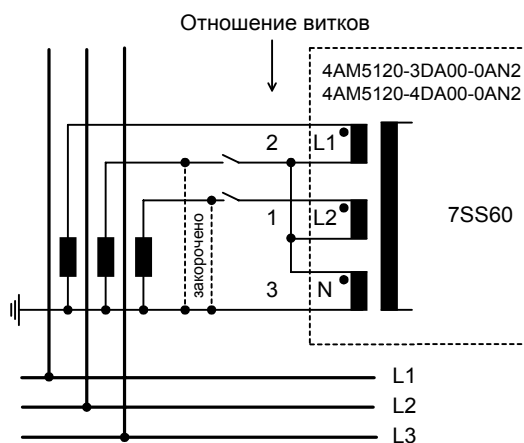 Отношение витков
4AM5120-3DA00-0AN2
4AM5120-4DA00-0AN2
2
L1
7SS60
1
L2
закорочено
3
N
L1
L2
L3